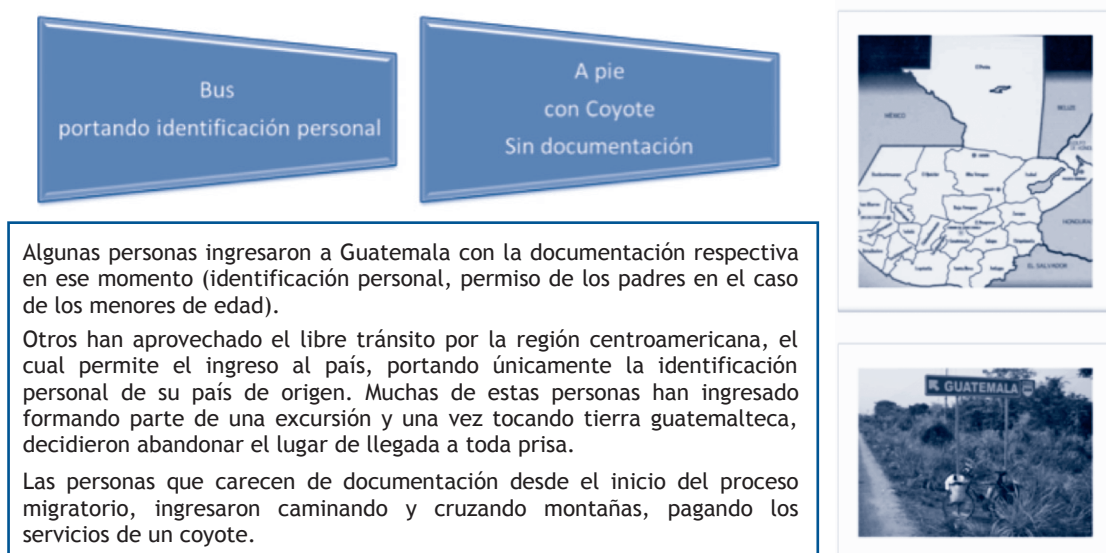 Bus
portando identificación personal
A pie
con Coyote
Sin documentación
Algunas personas ingresaron a Guatemala con la documentación respectiva
en ese momento (identificación personal, permiso de los padres en el caso
de los menores de edad).
Otros han aprovechado el libre tránsito por la región centroamericana, el
cual permite el ingreso al país, portando únicamente la identificación
personal de su país de origen. Muchas de estas personas han ingresado
formando parte de una excursión y una vez tocando tierra guatemalteca,
decidieron abandonar el lugar de llegada a toda prisa.
Las personas que carecen de documentación desde el inicio del proceso
migratorio, ingresaron caminando y cruzando montañas, pagando los
servicios de un coyote.
MÉXICO
BELIZE
EL SALVADOR
GUATEMALA